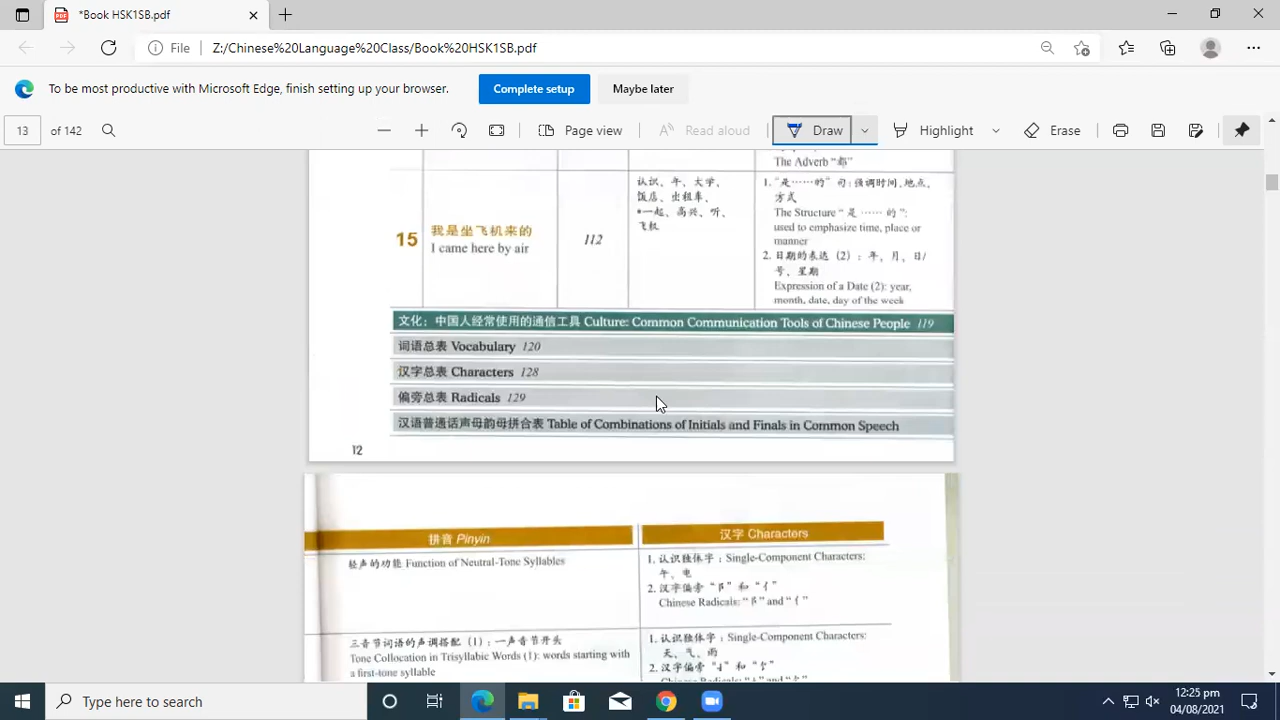 *Book HSK1SB.pdf
File Z:/Chinese%20Language%20Class/Book%20HSK1SB.pdf
To be most productive with Microsoft Edge, finish setting up your browser. Complete setup Maybe later
13 of 142 Page view Read aloud Draw Highlight Erase
The Adverb “都”
15
我是坐飞机来的
I came here by air
112
认识、年、大学、
饭店、出租车、
*一起、高兴、听、
飞机
1. “是……的”句：强调时间、地点、
方式
The Structure “是 …… 的”:
used to emphasize time, place or
manner
2. 日期的表达（2）：年、月、日/
号、星期
Expression of a Date (2): year,
month, date, day of the week
文化：中国人经常使用的通信工具 Culture: Common Communication Tools of Chinese People 119
词语总表 Vocabulary 120
汉字总表 Characters 128
偏旁总表 Radicals 129
汉语普通话声母韵母拼合表 Table of Combinations of Initials and Finals in Common Speech
12
拼音 Pinyin
汉字 Characters
轻声的功能 Function of Neutral-Tone Syllables
1. 认识独体字：Single-Component Characters:
午、电
2. 汉字偏旁“阝”和“亻”
Chinese Radicals: “阝” and “亻”
三音节词语的声调搭配（1）：一声音节开头
Tone Collocation in Trisyllabic Words (1): words starting with
a first-tone syllable
1. 认识独体字：Single-Component Characters:
天、气、雨
Type here to search
12:25 pm
04/08/2021